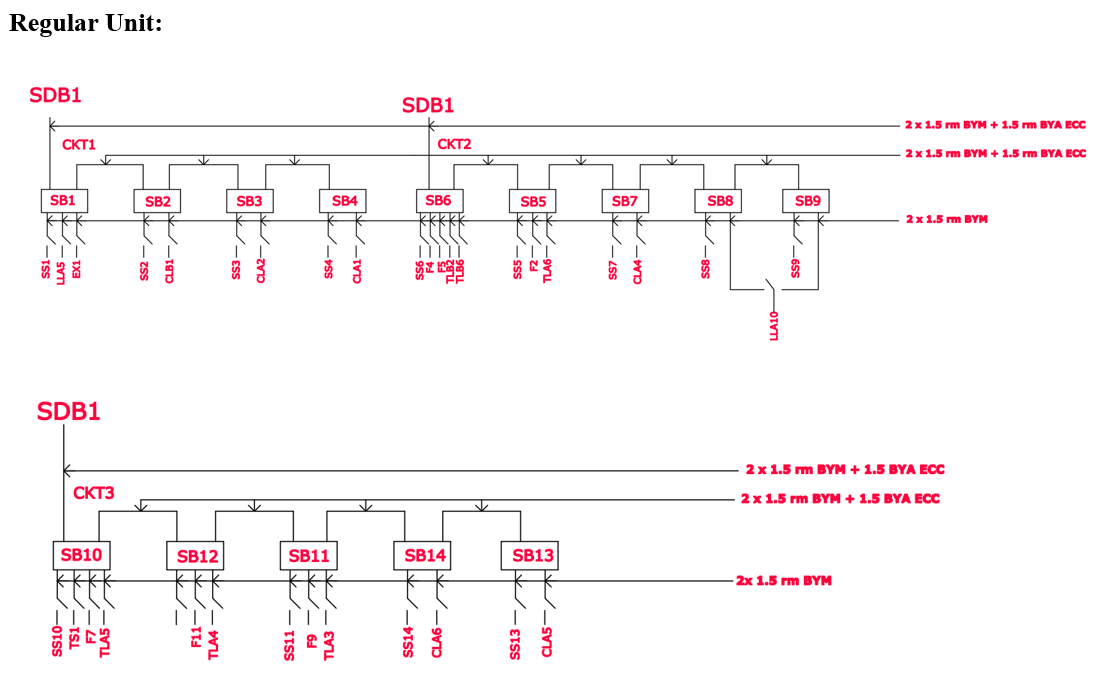 Regular Unit:
SDB1
SDB1
2 x 1.5 rm BYM + 1.5 rm BYA ECC
CKT1
CKT2
2 x 1.5 rm BYM + 1.5 rm BYA ECC
SB1 SB2 SB3 SB4 SB6 SB5 SB7 SB8 SB9
2 x 1.5 rm BYM
SS1 LLA5 EX1 SS2 CLB1 SS3 CLA2 SS4 CLA1 SS6 F4 F5 TLB2 TLB6 SS5 F2 TLA6 SS7 CLA4 SS8 SS9
LLA10
SDB1
2 x 1.5 rm BYM + 1.5 BYA ECC
CKT3
2 x 1.5 rm BYM + 1.5 BYA ECC
SB10 SB12 SB11 SB14 SB13
2x 1.5 rm BYM
SS10 TS1 F7 TLA5 F11 TLA4 SS11 F9 TLA3 SS14 CLA6 SS13 CLA5